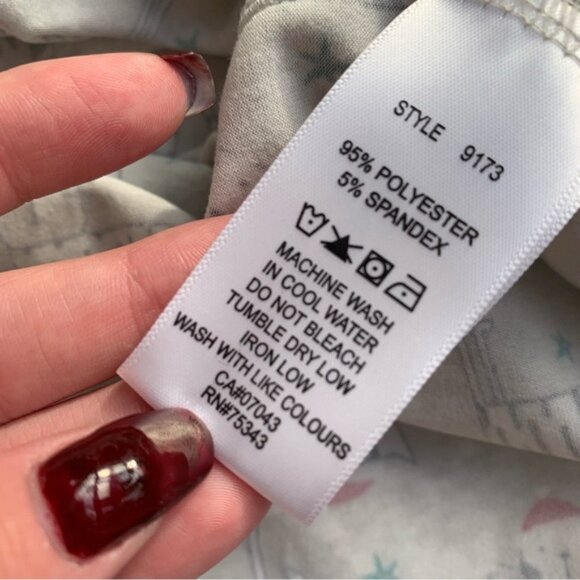 STYLE 9173
95% POLYESTER
5% SPANDEX
MACHINE WASH
IN COOL WATER
DO NOT BLEACH
TUMBLE DRY LOW
IRON LOW
WASH WITH LIKE COLOURS
CA#07043
RN#75343